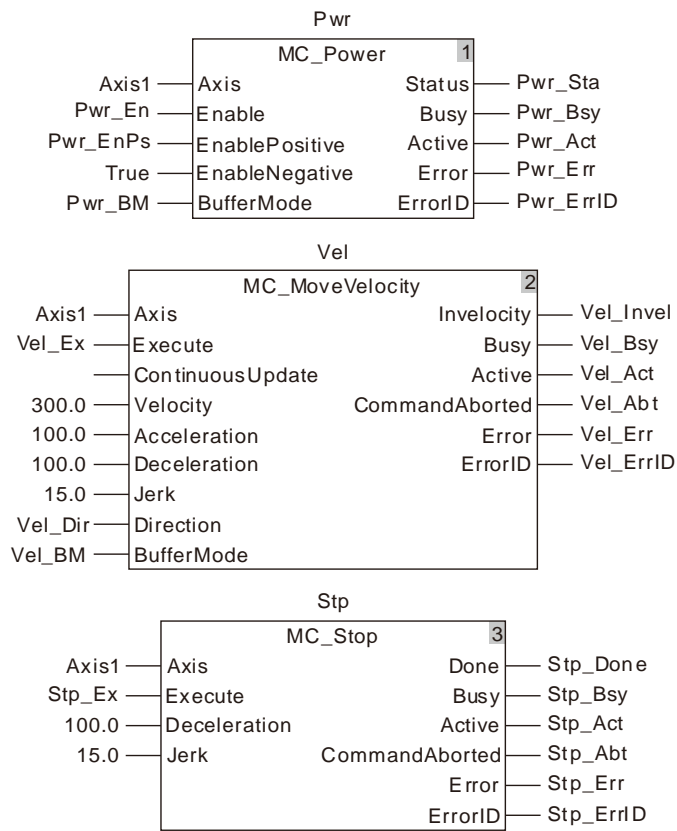 Pwr
MC_Power 1
Axis1 Axis Status Pwr_Sta
Pwr_En Enable Busy Pwr_Bsy
Pwr_EnPs EnablePositive Active Pwr_Act
True EnableNegative Error Pwr_Err
Pwr_BM BufferMode ErrorID Pwr_ErrID
Vel
MC_MoveVelocity 2
Axis1 Axis Invelocity Vel_Invel
Vel_Ex Execute Busy Vel_Bsy
ContinuousUpdate Active Vel_Act
300.0 Velocity CommandAborted Vel_Abt
100.0 Acceleration Error Vel_Err
100.0 Deceleration ErrorID Vel_ErrID
15.0 Jerk
Vel_Dir Direction
Vel_BM BufferMode
Stp
MC_Stop 3
Axis1 Axis Done Stp_Done
Stp_Ex Execute Busy Stp_Bsy
100.0 Deceleration Active Stp_Act
15.0 Jerk CommandAborted Stp_Abt
Error Stp_Err
ErrorID Stp_ErrID